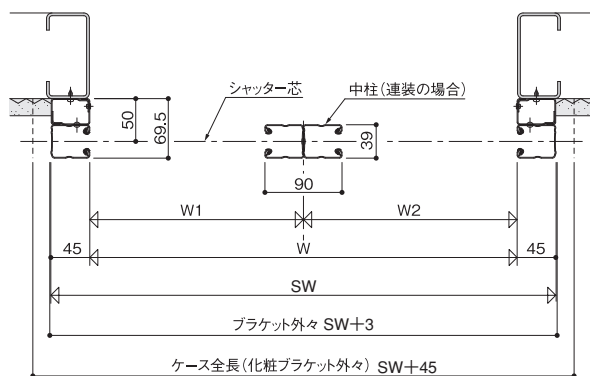 シャッター芯
中柱(連装の場合)
50
69.5
39
90
W1
W2
45
W
45
SW
ブラケット外々 SW+3
ケース全長(化粧ブラケット外々) SW+45